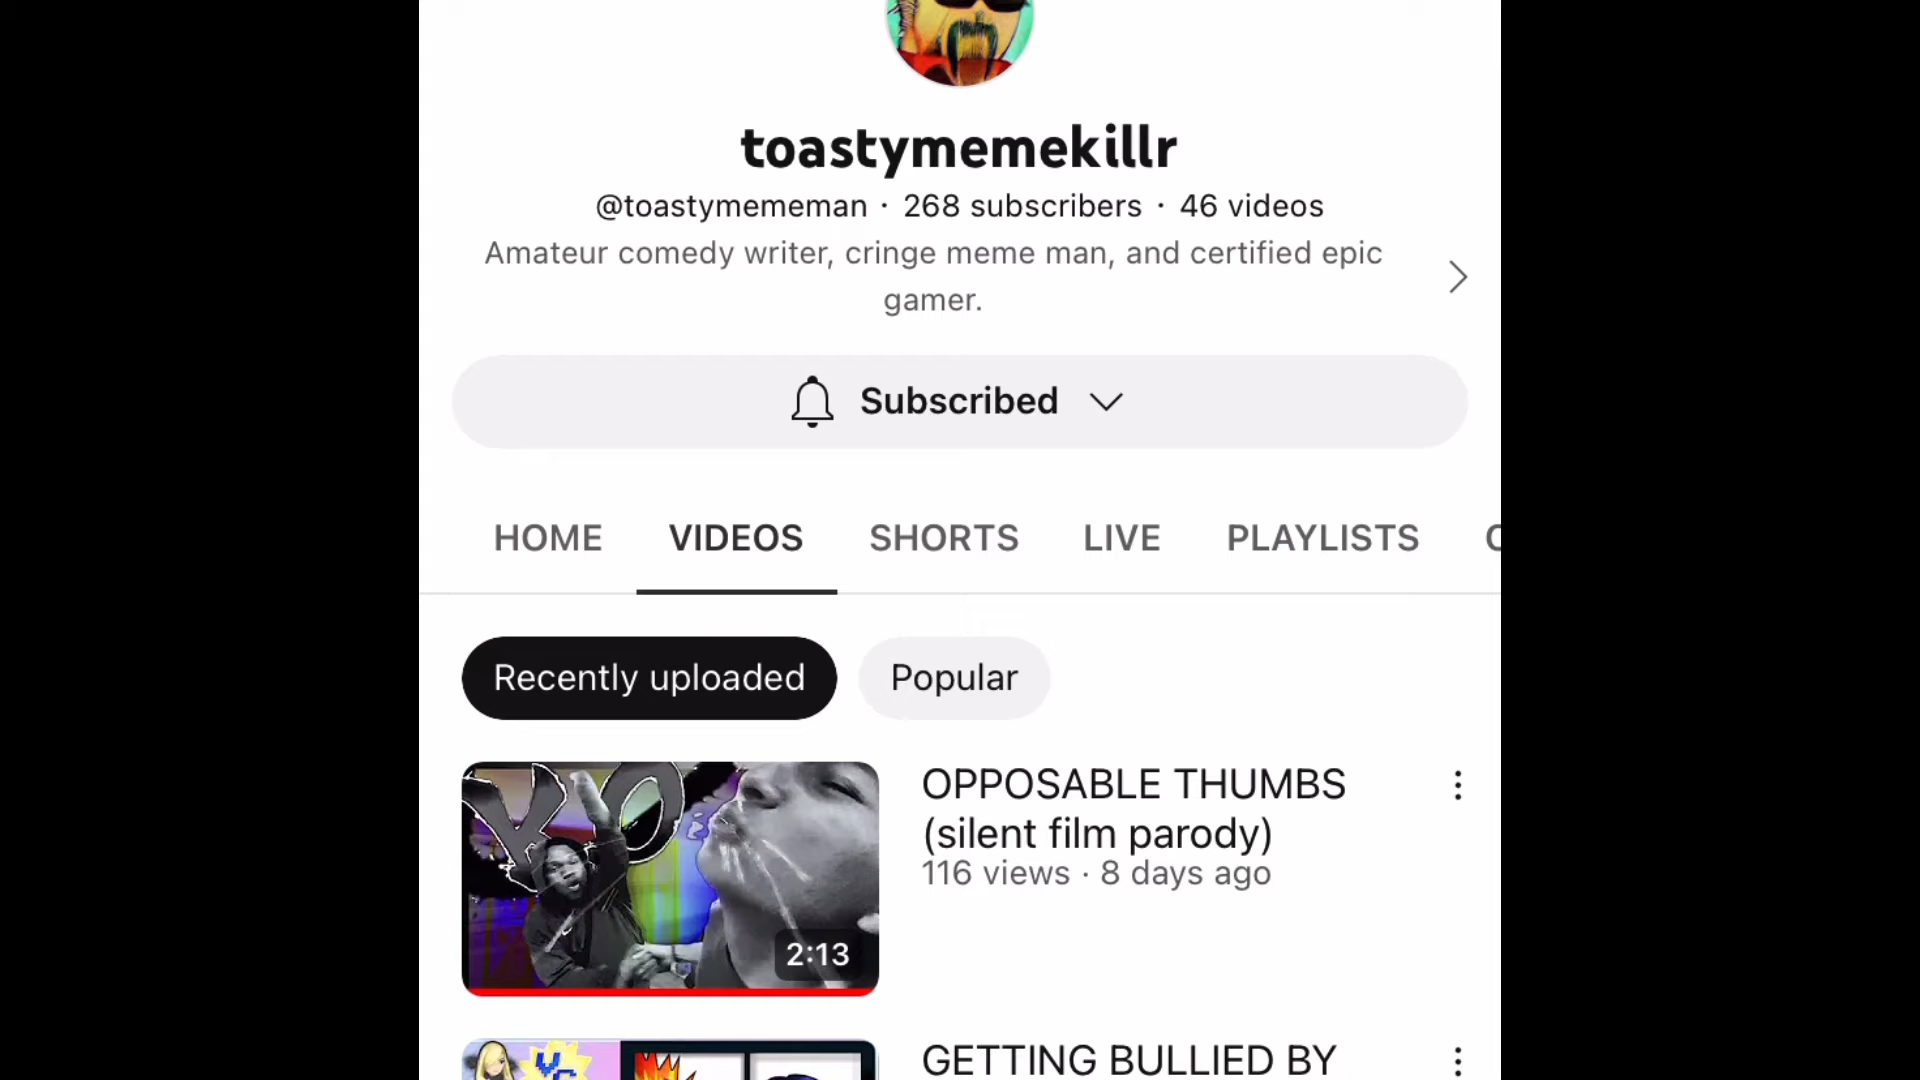 toastymemekillr
@toastymememan · 268 subscribers · 46 videos
Amateur comedy writer, cringe meme man, and certified epic
gamer.
Subscribed
HOME VIDEOS SHORTS LIVE PLAYLISTS
Recently uploaded Popular
OPPOSABLE THUMBS
(silent film parody)
116 views · 8 days ago
2:13
GETTING BULLIED BY